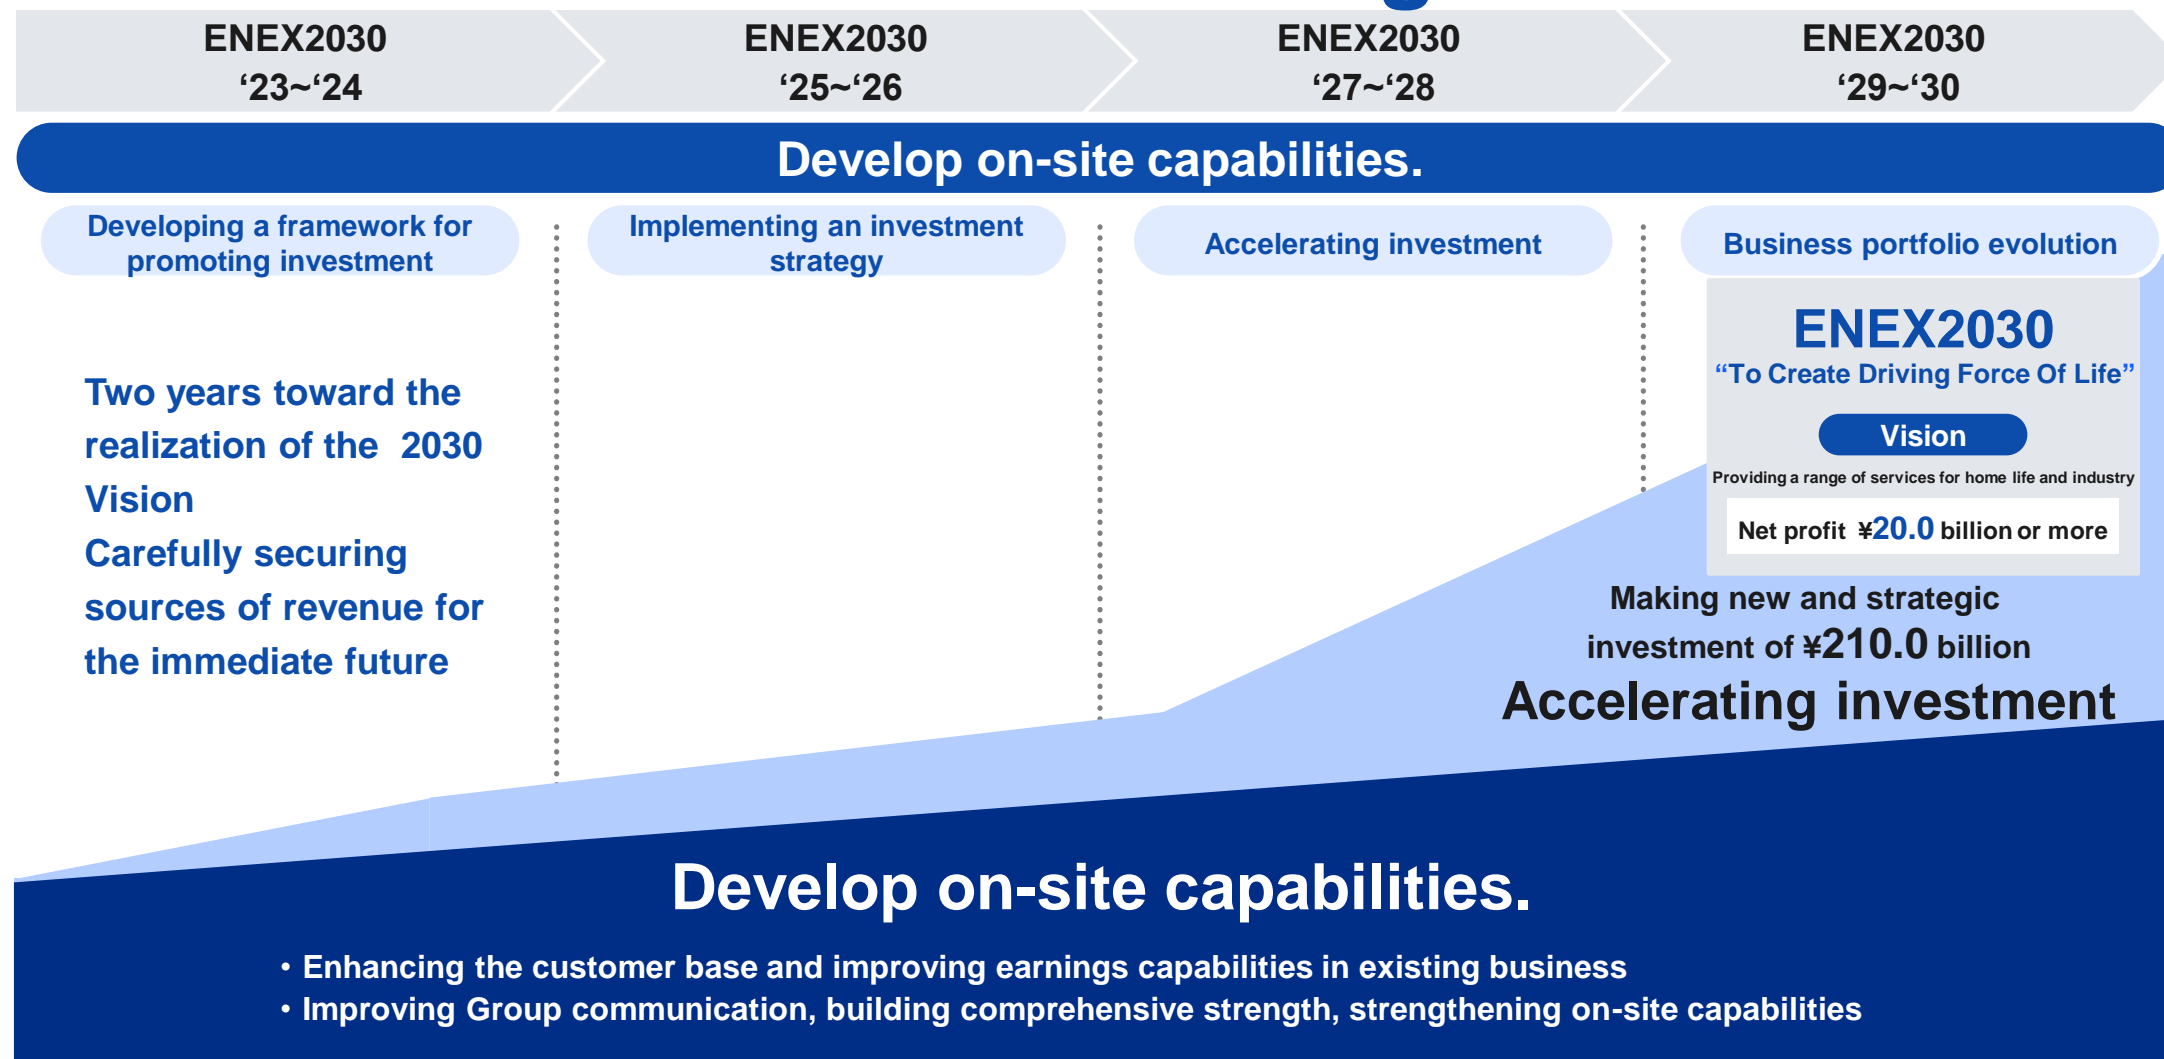 ENEX2030
‘23~‘24
ENEX2030
‘25~‘26
ENEX2030
‘27~‘28
ENEX2030
‘29~‘30
Develop on-site capabilities.
Developing a framework for
promoting investment
Implementing an investment
strategy
Accelerating investment
Business portfolio evolution
Two years toward the
realization of the 2030
Vision
Carefully securing
sources of revenue for
the immediate future
ENEX2030
“To Create Driving Force Of Life”
Vision
Providing a range of services for home life and industry
Net profit ¥20.0 billion or more
Making new and strategic
investment of ¥210.0 billion
Accelerating investment
Develop on-site capabilities.
・Enhancing the customer base and improving earnings capabilities in existing business
・Improving Group communication, building comprehensive strength, strengthening on-site capabilities